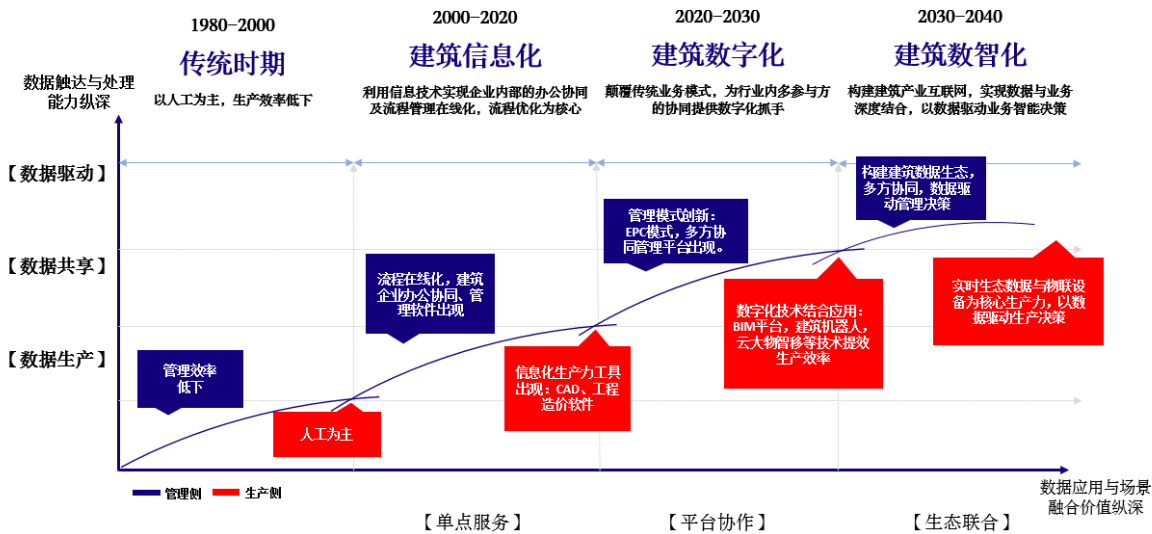 1980-2000
传统时期
以人工为主，生产效率低下
2000-2020
建筑信息化
利用信息技术实现企业内部的办公协同
及流程管理在线化，流程优化为核心
2020-2030
建筑数字化
颠覆传统业务模式，为行业内多参与方
的协同提供数字化抓手
2030-2040
建筑数智化
构建建筑产业互联网，实现数据与业务
深度结合，以数据驱动业务智能决策
数据触达与处理
能力纵深
【数据驱动】
【数据共享】
【数据生产】
管理效率
低下
人工为主
流程在线化，建筑
企业办公协同、管
理软件出现
信息化生产力工具
出现：CAD、工程
造价软件
管理模式创新：
EPC模式，多方协
同管理平台出现。
数字化技术结合应用：
BIM平台，建筑机器人，
云大物智移等技术提效
生产效率
构建建筑数据生态，
多方协同，数据驱
动管理决策
实时生态数据与物联设
备为核心生产力，以数
据驱动生产决策
管理侧
生产侧
【单点服务】
【平台协作】
【生态联合】
数据应用与场景
融合价值纵深